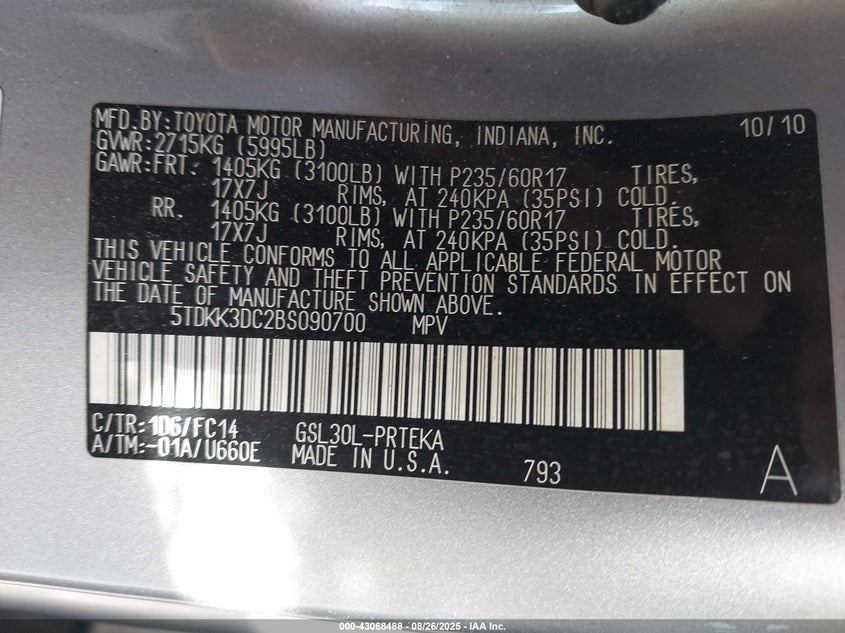 MFD. BY: TOYOTA MOTOR MANUFACTURING, INDIANA, INC. 10/10
GVWR: 2715KG (5995LB)
GAWR: FRT. 1405KG (3100LB) WITH P235/60R17 TIRES,
17X7J RIMS, AT 240KPA (35PSI) COLD.
RR. 1405KG (3100LB) WITH P235/60R17 TIRES,
17X7J RIMS, AT 240KPA (35PSI) COLD.
THIS VEHICLE CONFORMS TO ALL APPLICABLE FEDERAL MOTOR
VEHICLE SAFETY AND THEFT PREVENTION STANDARDS IN EFFECT ON
THE DATE OF MANUFACTURE SHOWN ABOVE.
5TDKK3DC2BS090700 MPV
C/TR: 1D6/FC14 GSL30L-PRTEKA
A/TM: -01A/U660E MADE IN U.S.A. 793 A
000-43068488 - 08/26/2025 - IAA Inc.